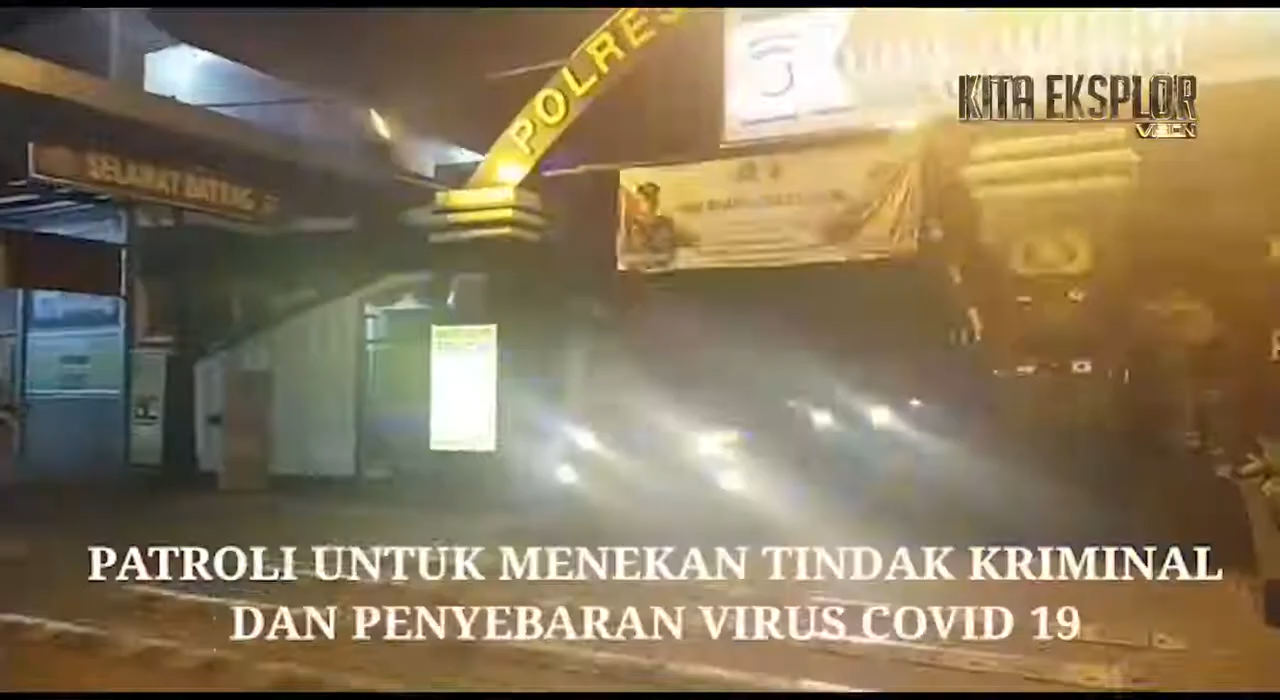 POLRES
KITA EKSPLOR
SELAMAT DATANG
PATROLI UNTUK MENEKAN TINDAK KRIMINAL
DAN PENYEBARAN VIRUS COVID 19